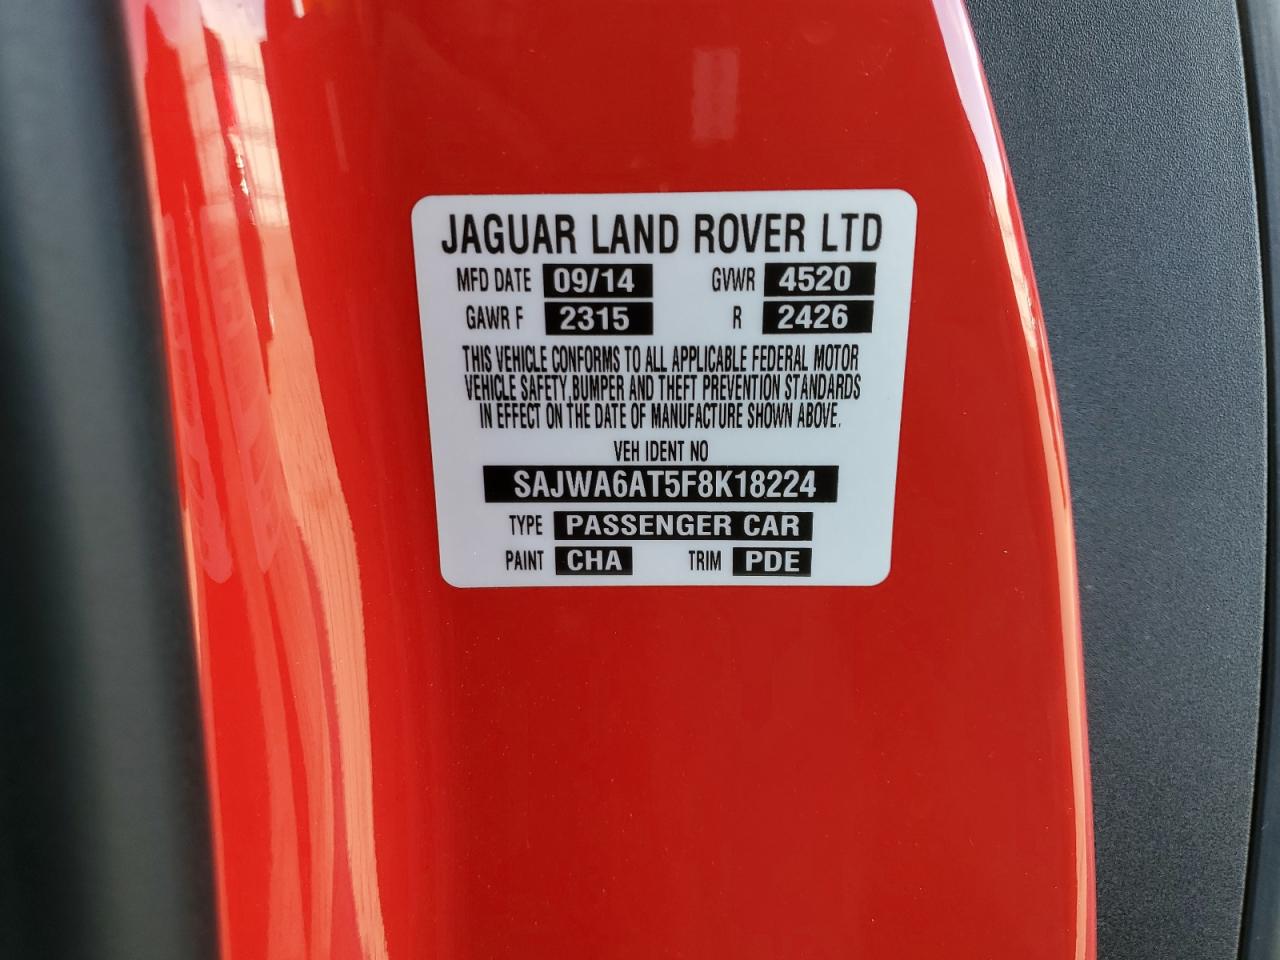 JAGUAR LAND ROVER LTD
MFD DATE 09/14 GVWR 4520
GAWR F 2315 R 2426
THIS VEHICLE CONFORMS TO ALL APPLICABLE FEDERAL MOTOR
VEHICLE SAFETY,BUMPER AND THEFT PREVENTION STANDARDS
IN EFFECT ON THE DATE OF MANUFACTURE SHOWN ABOVE.
VEH IDENT NO
SAJWA6AT5F8K18224
TYPE PASSENGER CAR
PAINT CHA TRIM PDE